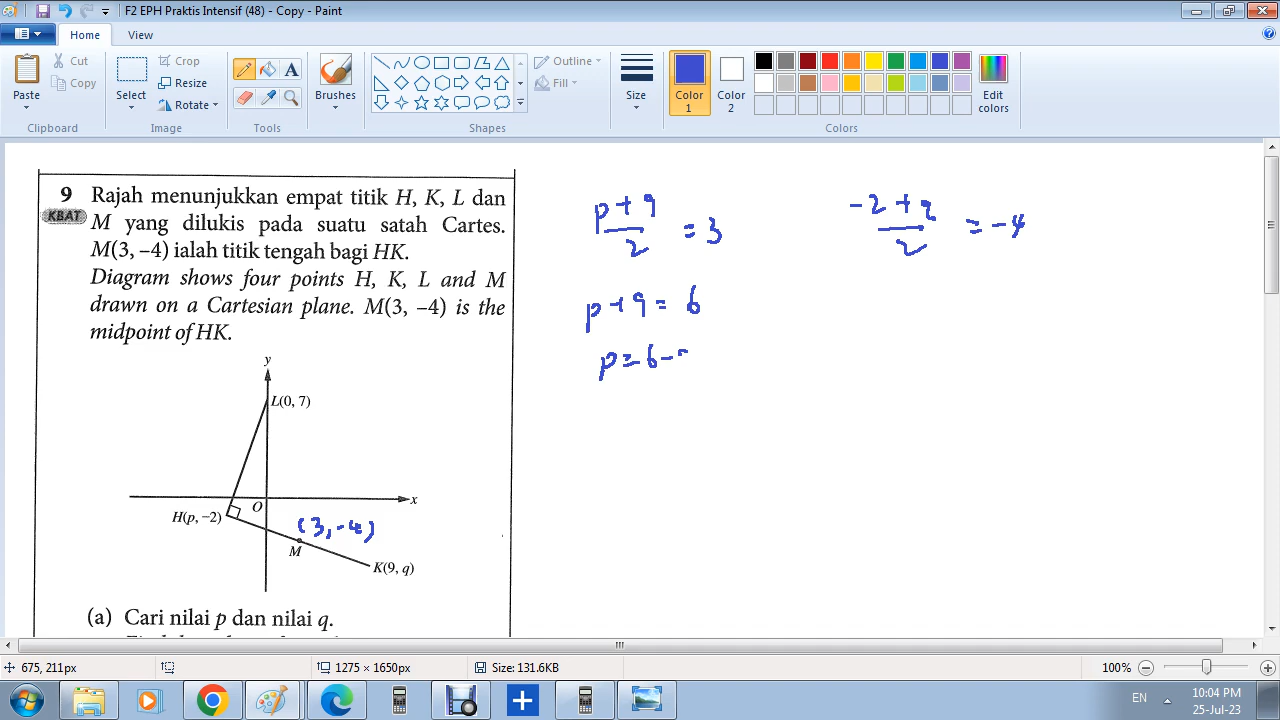 F2 EPH Praktis Intensif (48) - Copy - Paint
Home View
Paste Cut Copy Select Crop Resize Rotate Brushes Outline Fill Size Color 1 Color 2 Edit colors
Clipboard Image Tools Shapes Colors
9 Rajah menunjukkan empat titik H, K, L dan
KBAT M yang dilukis pada suatu satah Cartes.
M(3, –4) ialah titik tengah bagi HK.
Diagram shows four points H, K, L and M
drawn on a Cartesian plane. M(3, –4) is the
midpoint of HK.
y
L(0, 7)
O x
H(p, –2)
(3, -4)
M
K(9, q)
(a) Cari nilai p dan nilai q.
p + 9 / 2 = 3
p + 9 = 6
p = 6 -
-2 + q / 2 = -4
675, 211px 1275 × 1650px Size: 131.6KB 100%
EN 10:04 PM
25-Jul-23